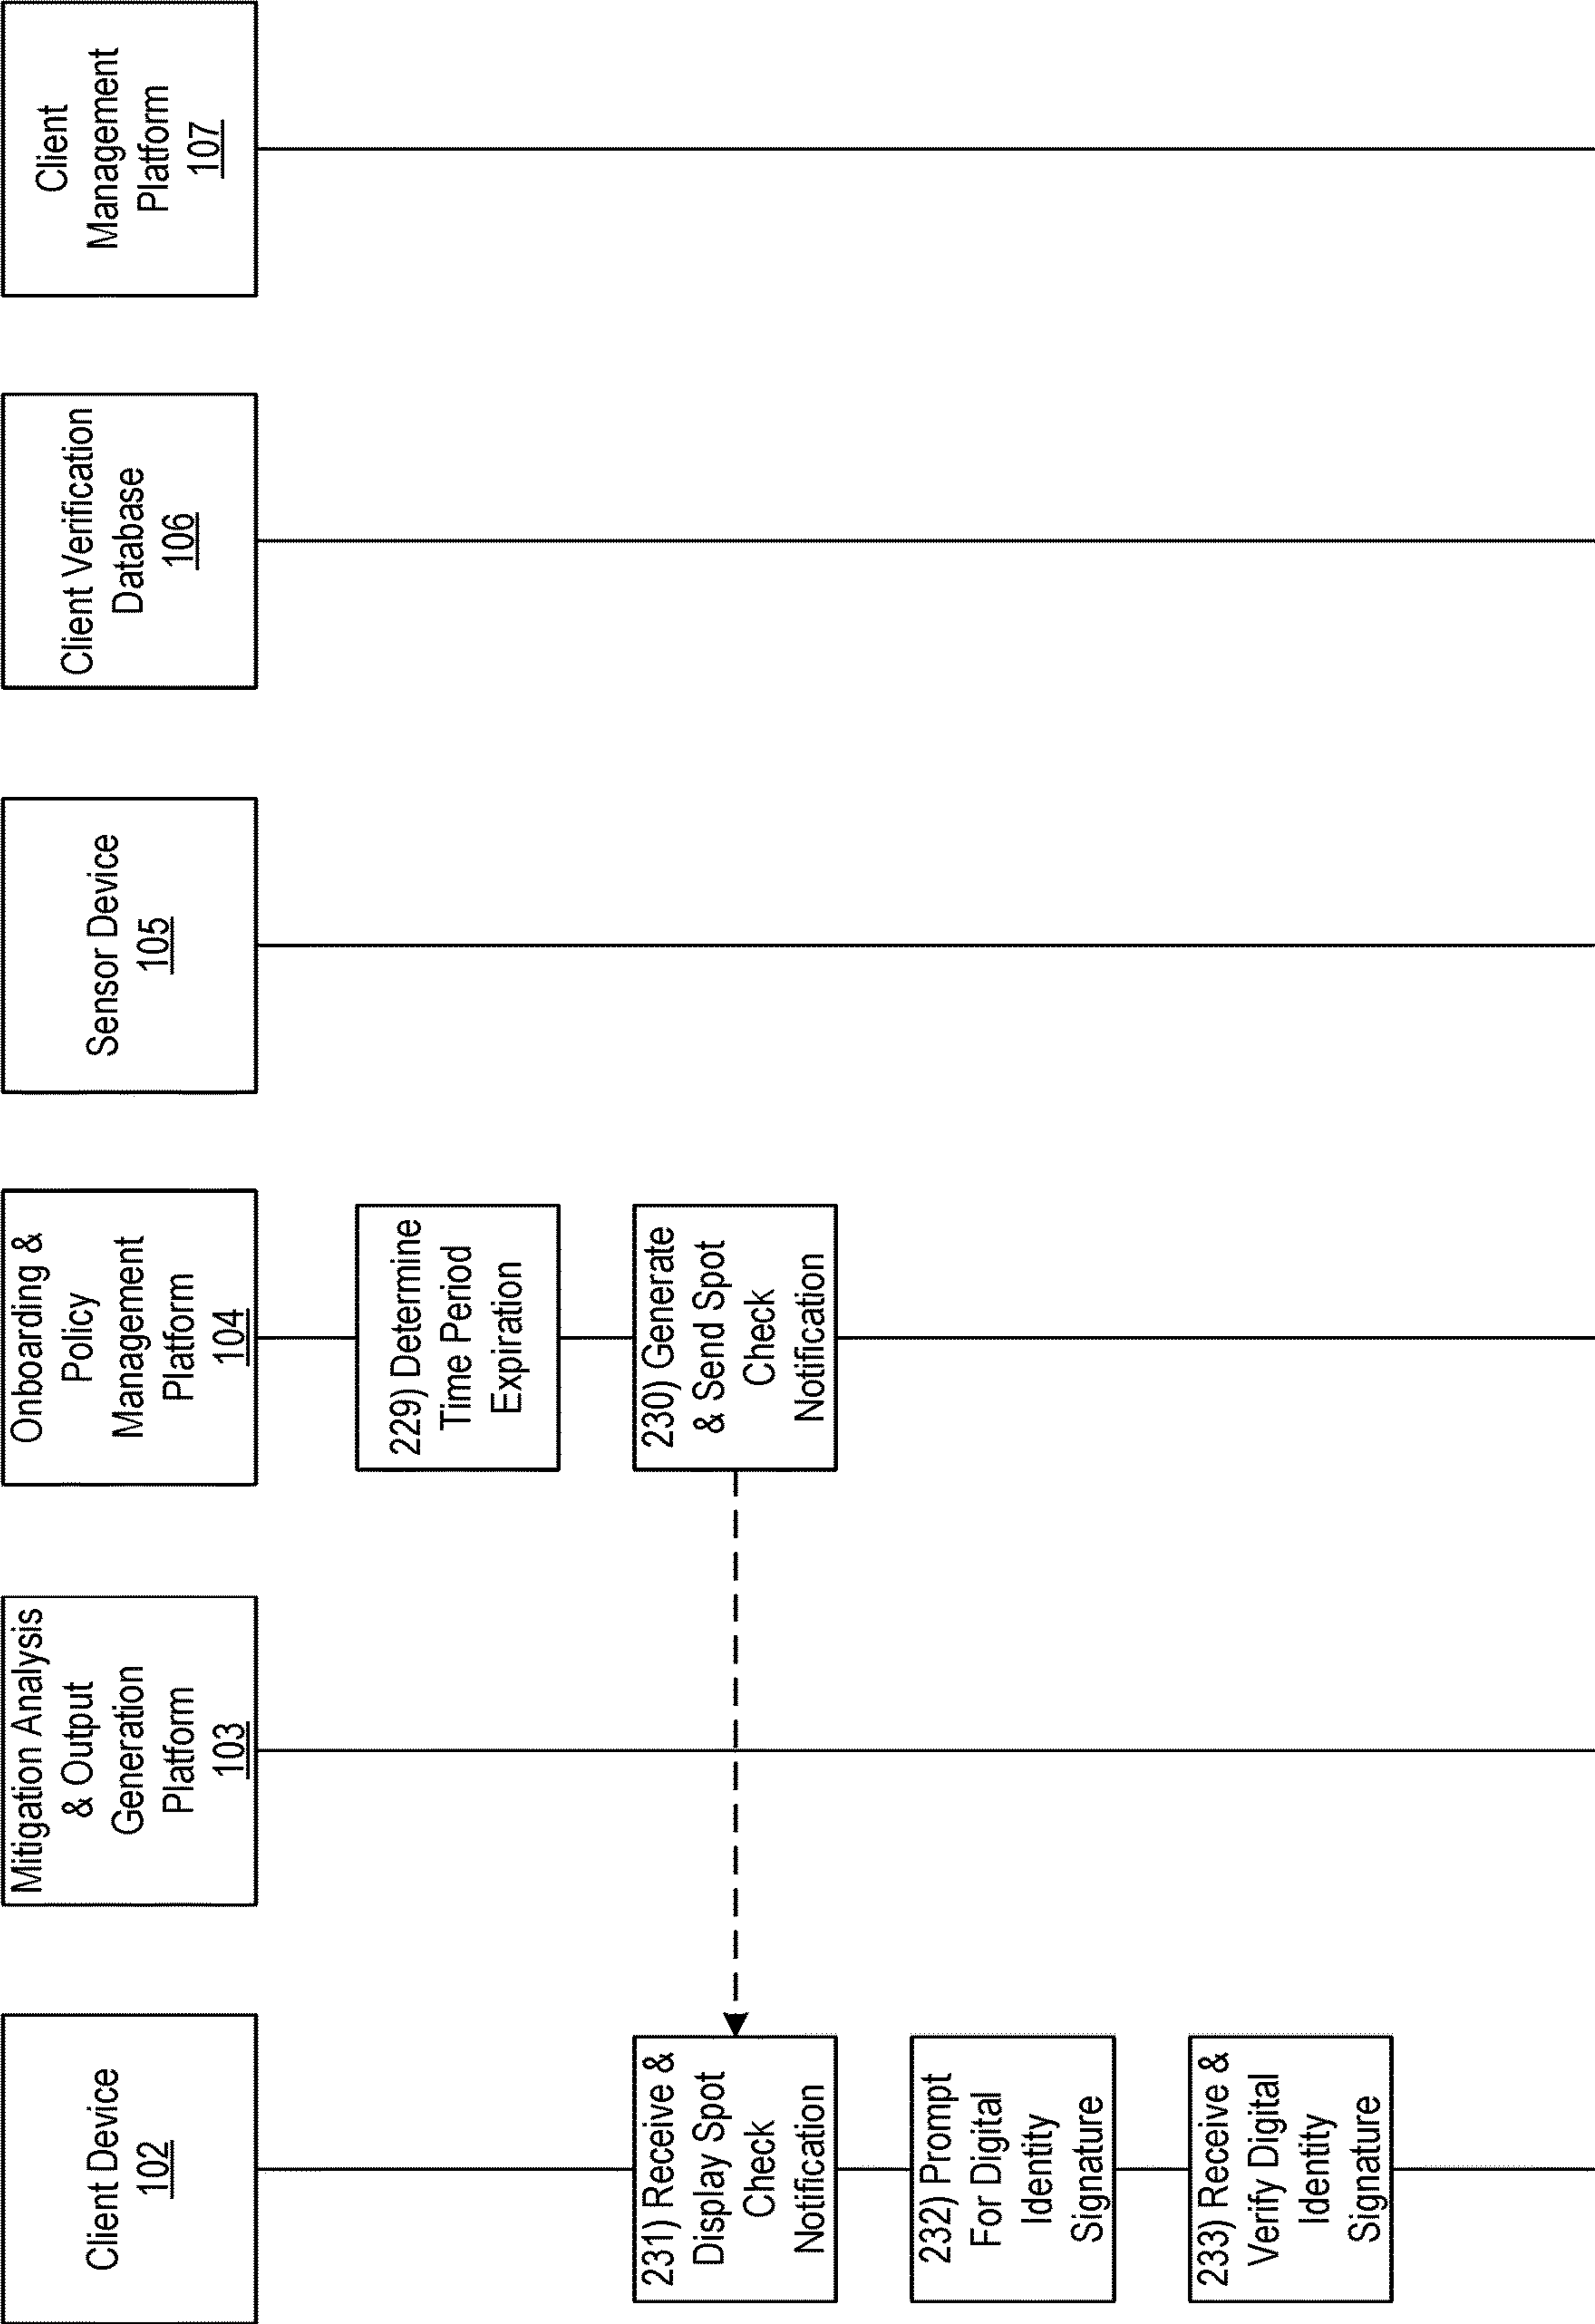 Client Device
102
Mitigation Analysis
& Output
Generation
Platform
103
Onboarding &
Policy
Management
Platform
104
Sensor Device
105
Client Verification
Database
106
Client
Management
Platform
107
229) Determine
Time Period
Expiration
230) Generate
& Send Spot
Check
Notification
231) Receive &
Display Spot
Check
Notification
232) Prompt
For Digital
Identity
Signature
233) Receive &
Verify Digital
Identity
Signature